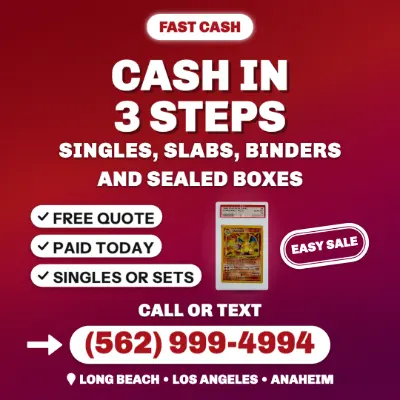 FAST CASH
CASH IN
3 STEPS
SINGLES, SLABS, BINDERS
AND SEALED BOXES
FREE QUOTE
PAID TODAY
SINGLES OR SETS
EASY SALE
CALL OR TEXT
(562) 999-4994
LONG BEACH • LOS ANGELES • ANAHEIM